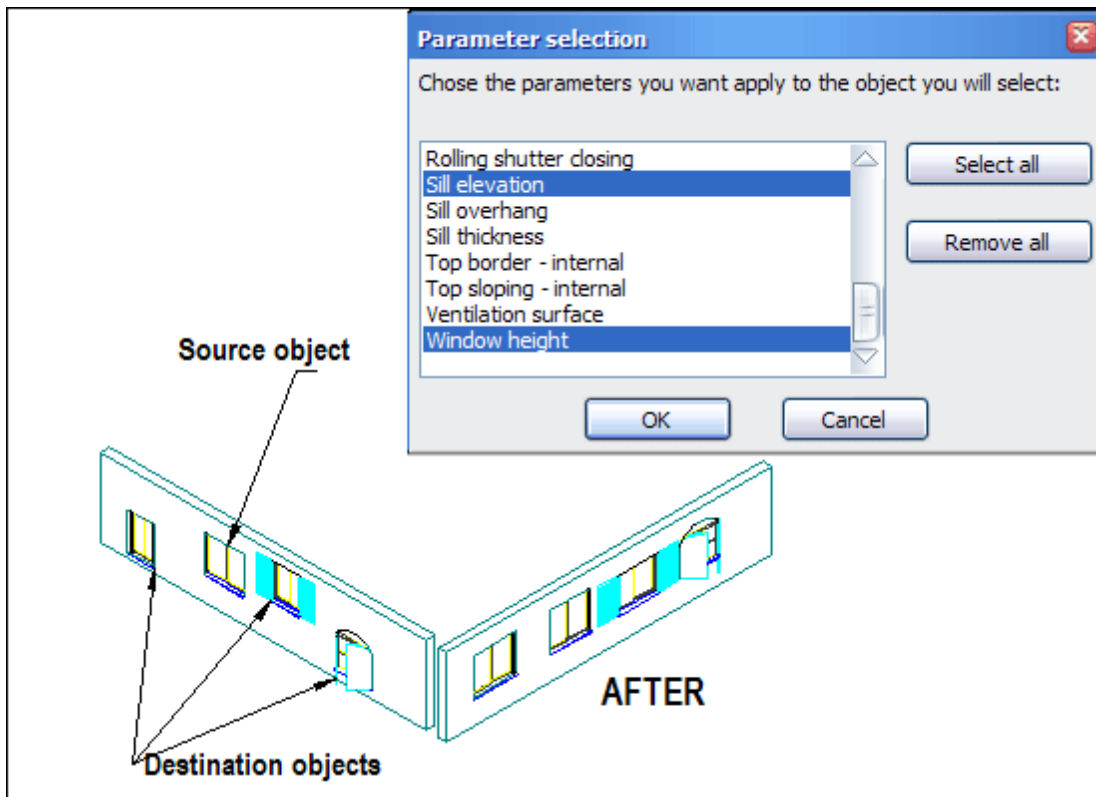 Parameter selection
Chose the parameters you want apply to the object you will select:
Rolling shutter closing
Sill elevation
Sill overhang
Sill thickness
Top border - internal
Top sloping - internal
Ventilation surface
Window height
Select all
Remove all
OK
Cancel
Source object
AFTER
Destination objects